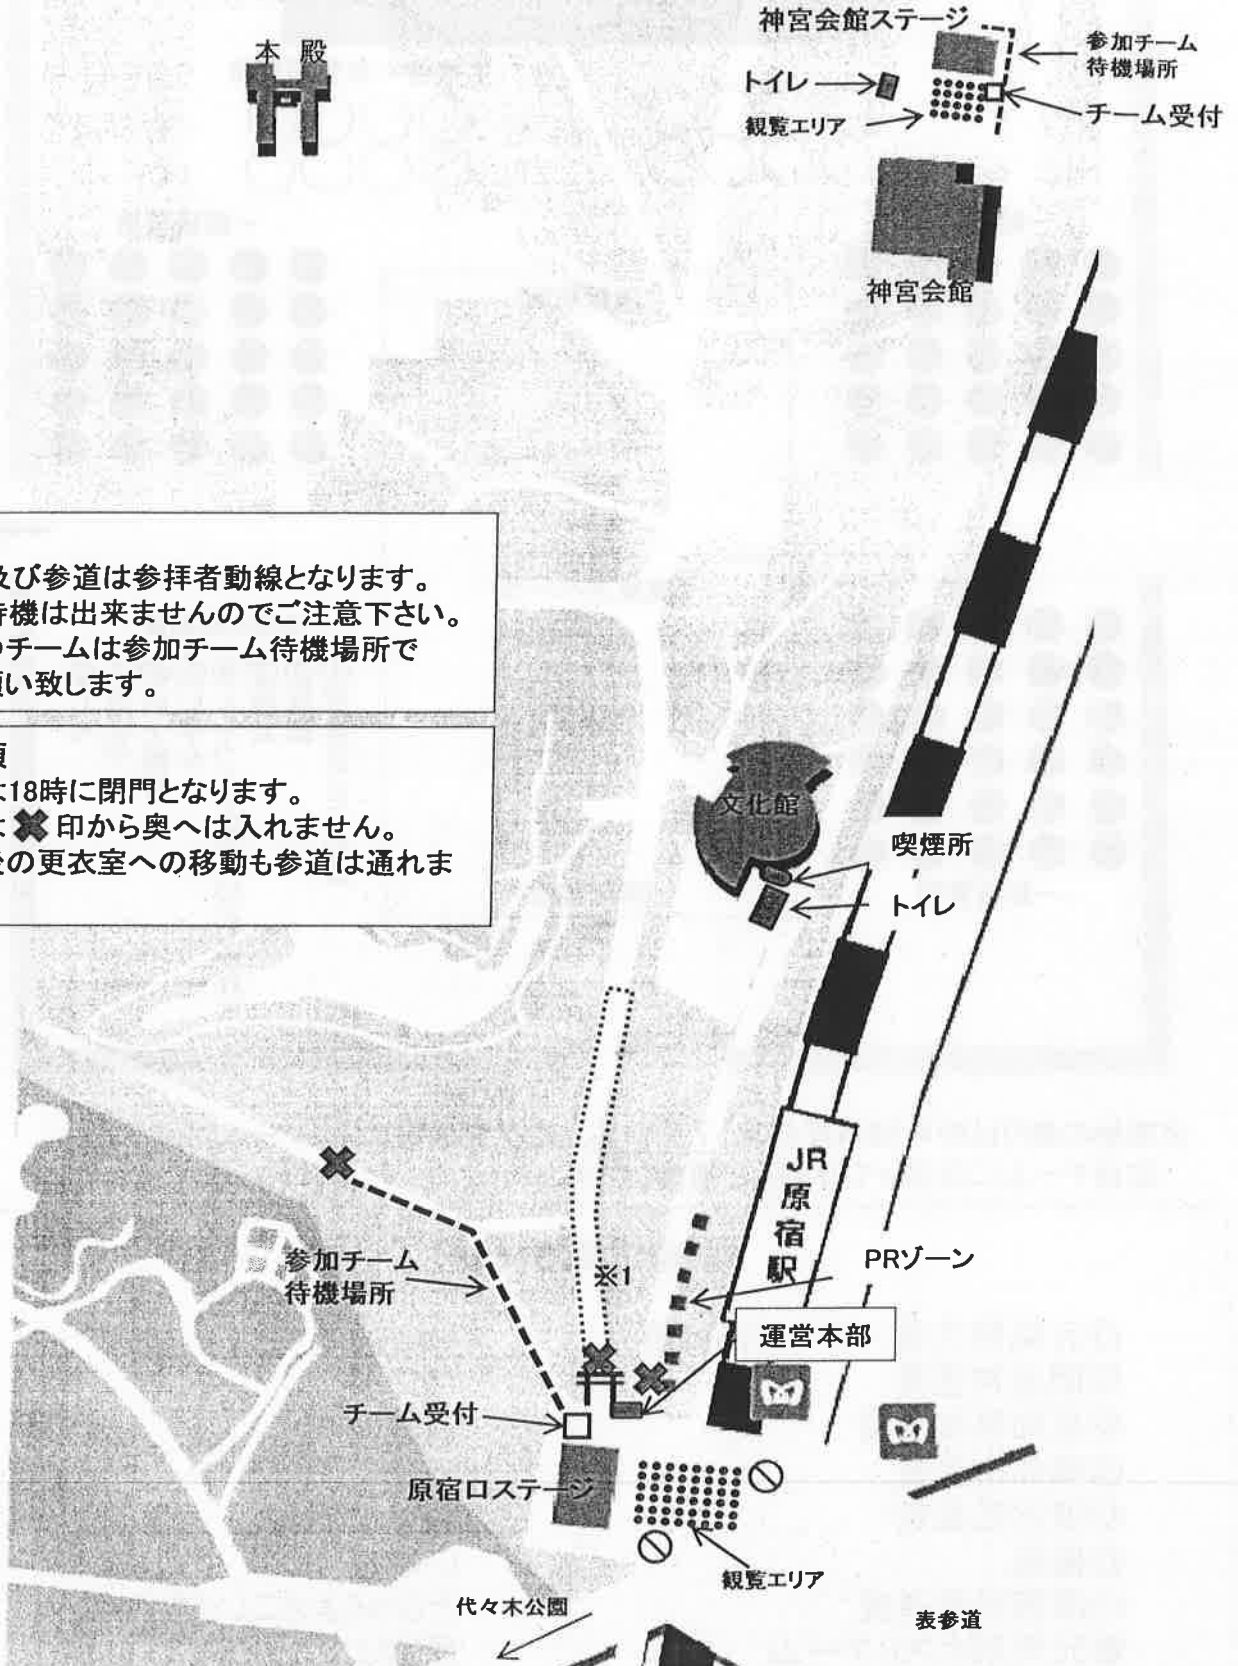 神宮会館ステージ
参加チーム
待機場所
本 殿
トイレ
チーム受付
観覧エリア
神宮会館
及び参道は参拝者動線となります。
待機は出来ませんのでご注意下さい。
チームは参加チーム待機場所で
願い致します。
項
は18時に閉門となります。
は✖印から奥へは入れません。
後の更衣室への移動も参道は通れま
文化館
喫煙所
トイレ
JR
原
宿
駅
参加チーム
待機場所
※1
PRゾーン
運営本部
チーム受付
原宿口ステージ
観覧エリア
代々木公園
表参道